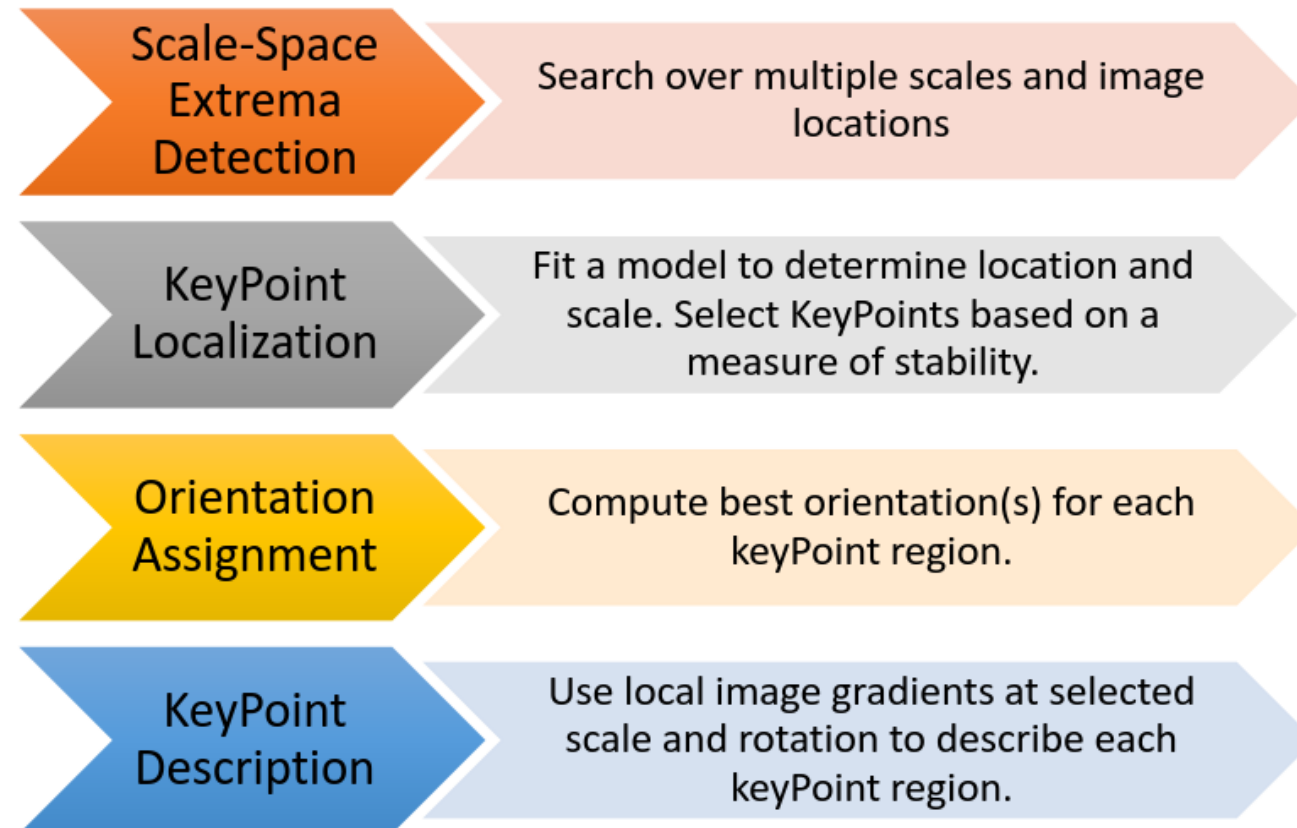 Scale-Space
Extrema
Detection
Search over multiple scales and image
locations
KeyPoint
Localization
Fit a model to determine location and
scale. Select KeyPoints based on a
measure of stability.
Orientation
Assignment
Compute best orientation(s) for each
keyPoint region.
KeyPoint
Description
Use local image gradients at selected
scale and rotation to describe each
keyPoint region.